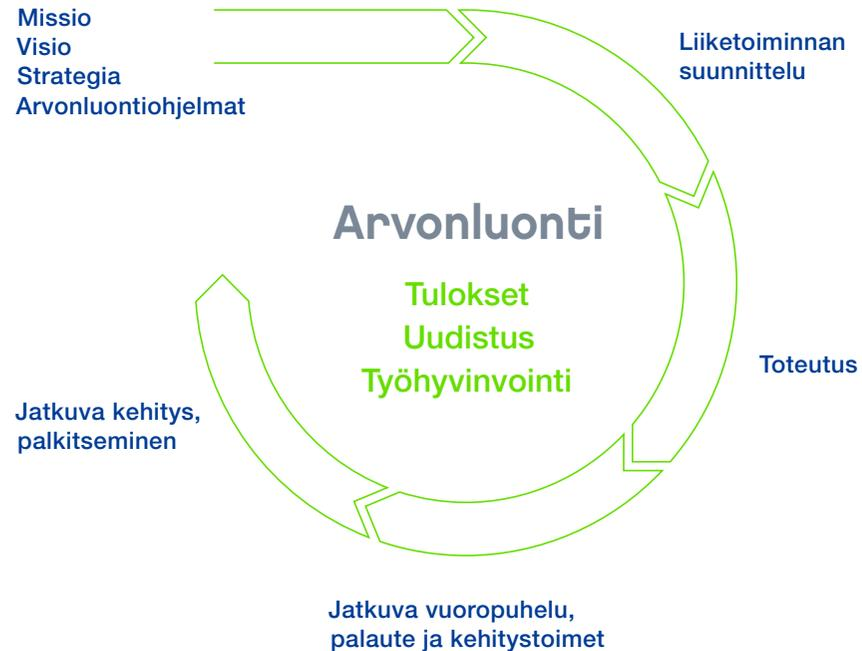 Missio
Visio
Strategia
Arvonluontiohjelmat
Liiketoiminnan
suunnittelu
Arvonluonti
Tulokset
Uudistus
Työhyvinvointi
Toteutus
Jatkuva kehitys,
palkitseminen
Jatkuva vuoropuhelu,
palaute ja kehitystoimet